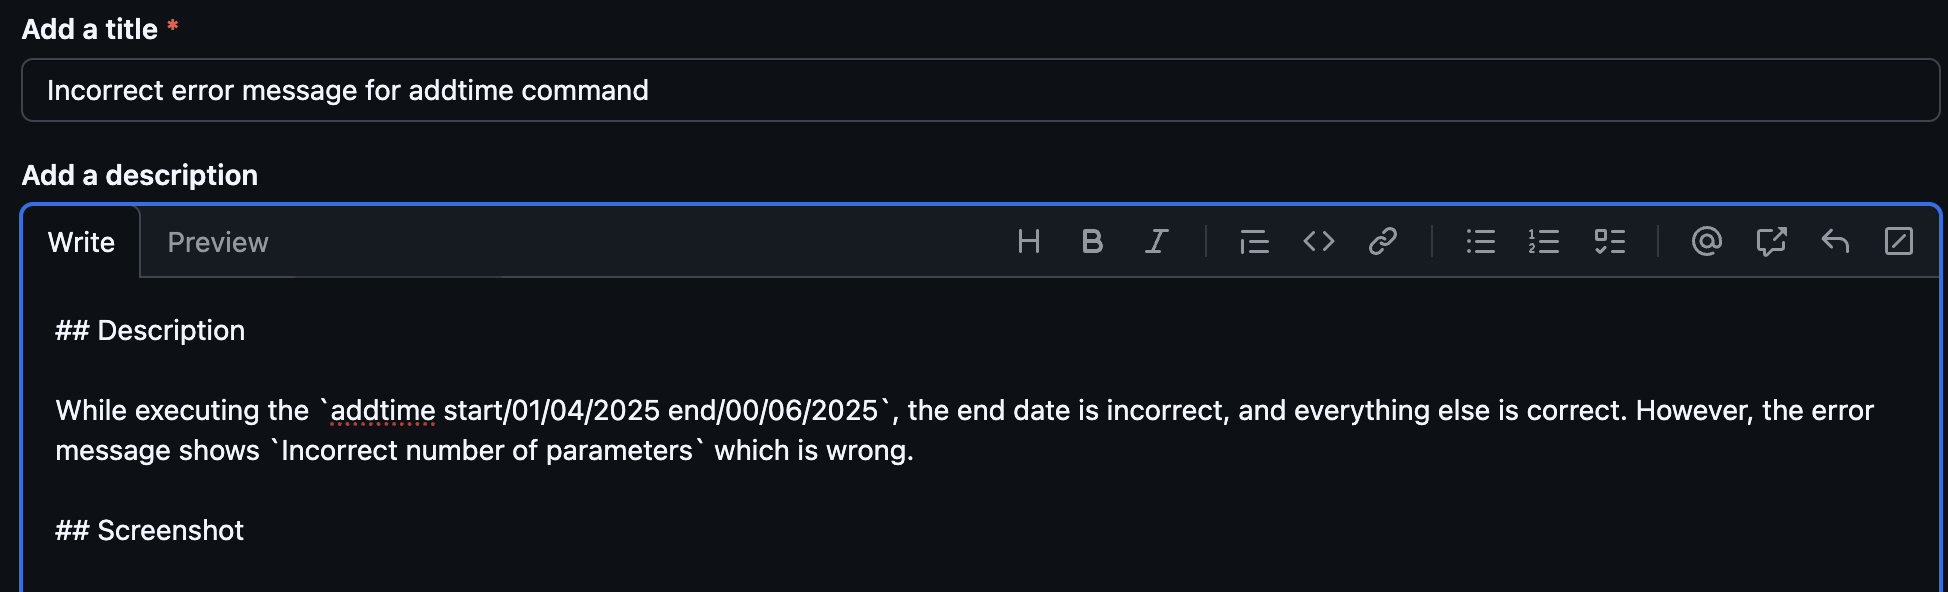 Add a title *
Incorrect error message for addtime command
Add a description
Write Preview
## Description
While executing the `addtime start/01/04/2025 end/00/06/2025`, the end date is incorrect, and everything else is correct. However, the error
message shows `Incorrect number of parameters` which is wrong.
## Screenshot